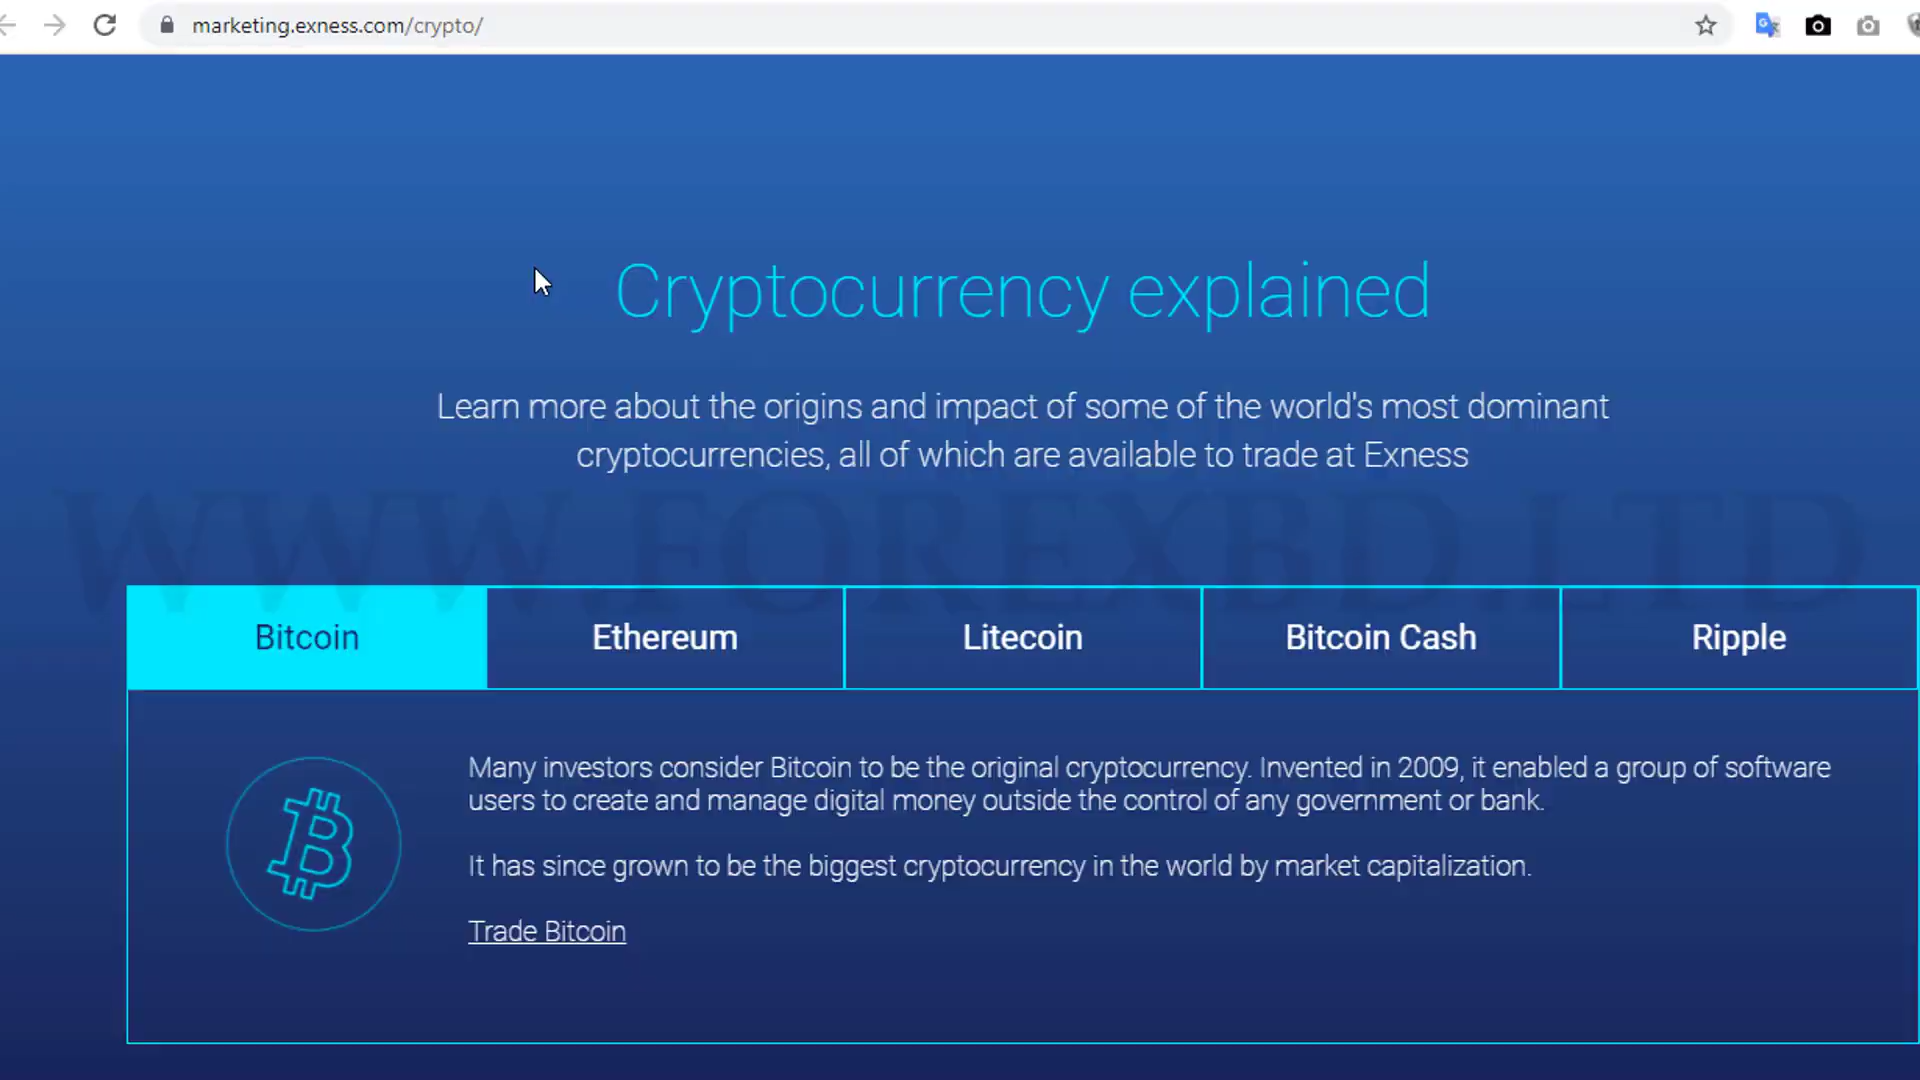 marketing.exness.com/crypto/
Cryptocurrency explained
Learn more about the origins and impact of some of the world's most dominant
cryptocurrencies, all of which are available to trade at Exness
WWW.FOREXBD.LTD
Bitcoin Ethereum Litecoin Bitcoin Cash Ripple
Many investors consider Bitcoin to be the original cryptocurrency. Invented in 2009, it enabled a group of software
users to create and manage digital money outside the control of any government or bank.
It has since grown to be the biggest cryptocurrency in the world by market capitalization.
Trade Bitcoin